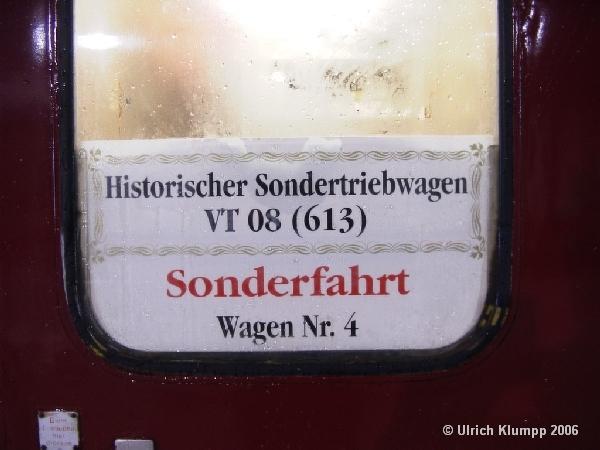 Historischer Sondertriebwagen
VT 08 (613)
Sonderfahrt
Wagen Nr. 4
© Ulrich Klumpp 2006